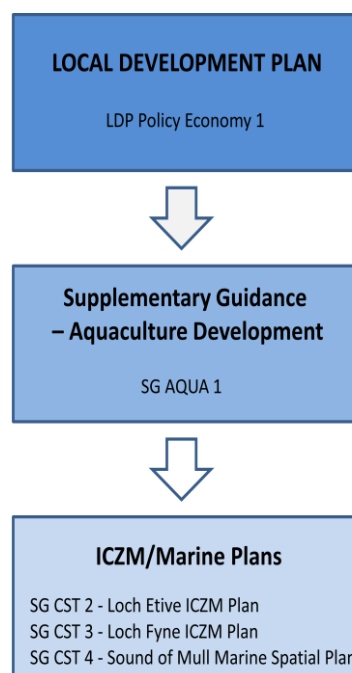 LOCAL DEVELOPMENT PLAN
LDP Policy Economy 1
Supplementary Guidance
– Aquaculture Development
SG AQUA 1
ICZM/Marine Plans
SG CST 2 - Loch Etive ICZM Plan
SG CST 3 - Loch Fyne ICZM Plan
SG CST 4 - Sound of Mull Marine Spatial Plan